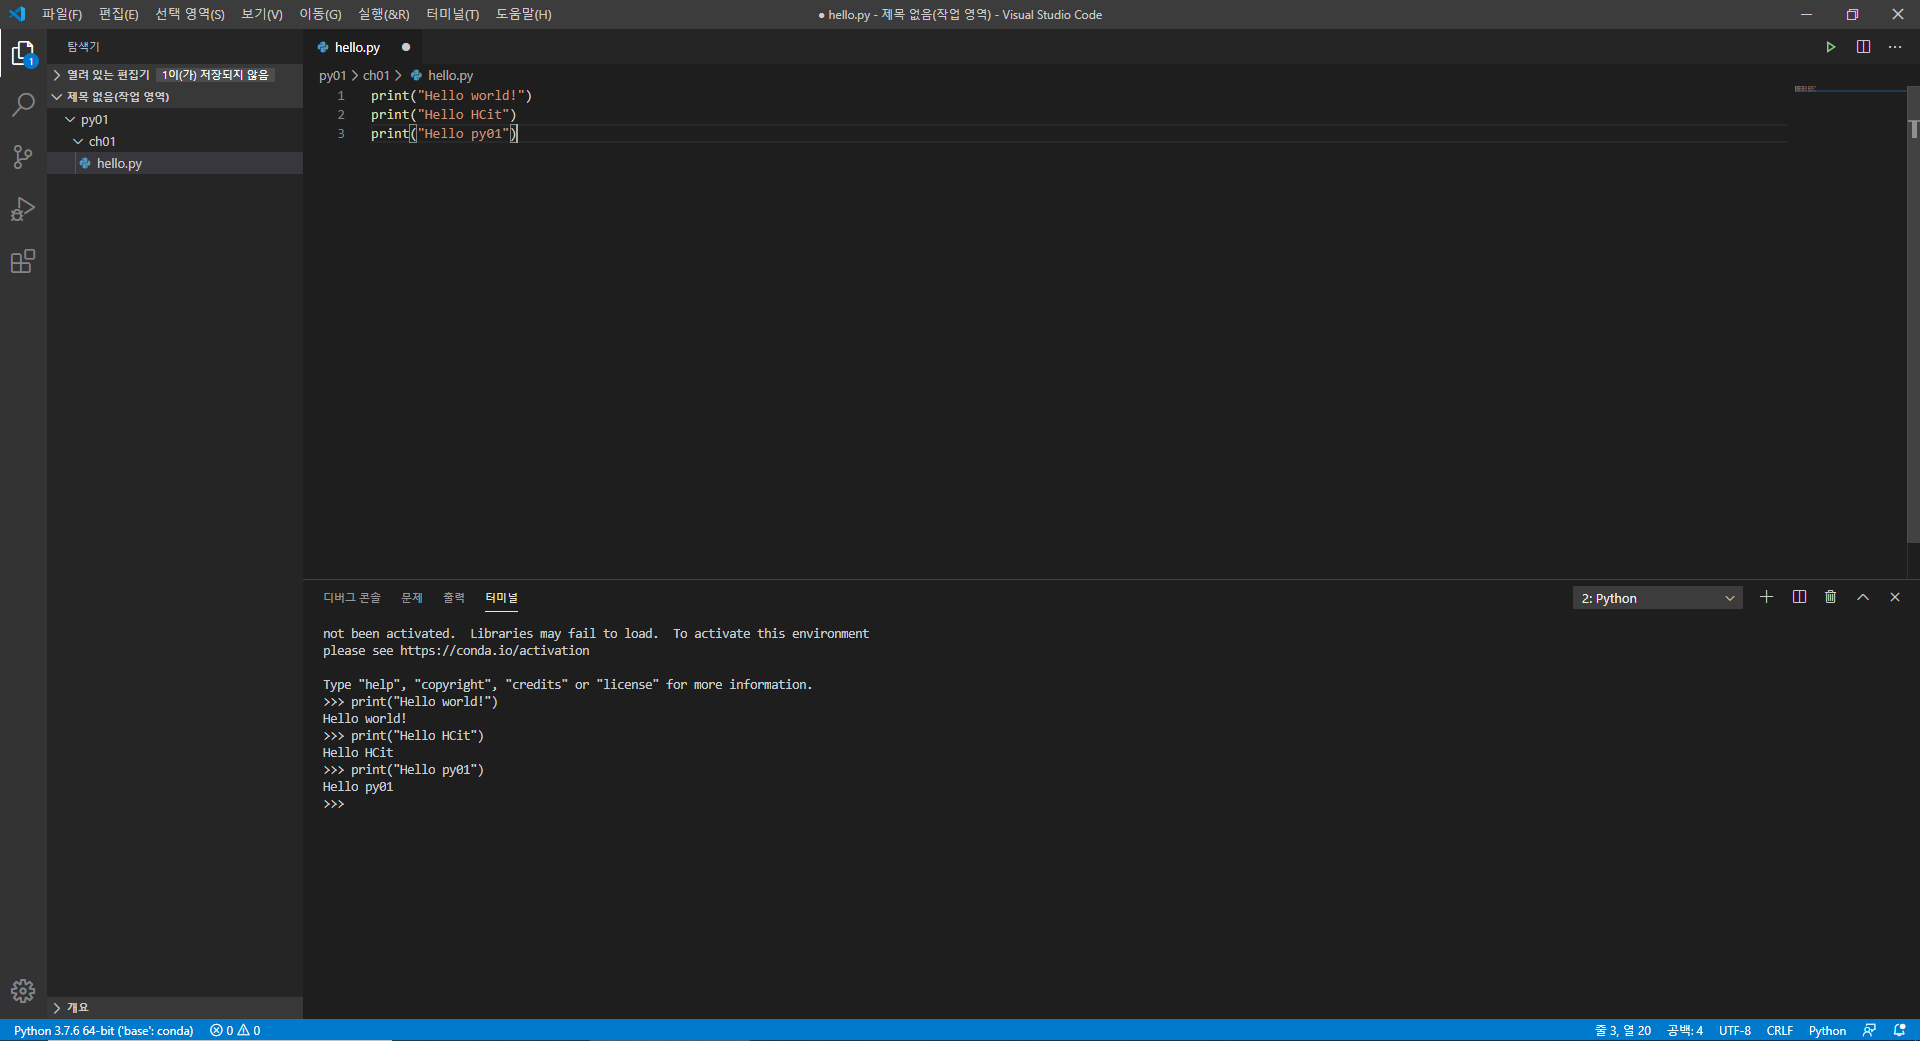 파일(F) 편집(E) 선택 영역(S) 보기(V) 이동(G) 실행(&R) 터미널(T) 도움말(H)
● hello.py - 제목 없음(작업 영역) - Visual Studio Code
탐색기
1
열려 있는 편집기 1이(가) 저장되지 않음
제목 없음(작업 영역)
py01
ch01
hello.py
개요
hello.py
py01 > ch01 > hello.py
1 print("Hello world!")
2 print("Hello HCit")
3 print("Hello py01")
디버그 콘솔 문제 출력 터미널
2: Python
not been activated.  Libraries may fail to load.  To activate this environment
please see https://conda.io/activation
Type "help", "copyright", "credits" or "license" for more information.
>>> print("Hello world!")
Hello world!
>>> print("Hello HCit")
Hello HCit
>>> print("Hello py01")
Hello py01
>>>
Python 3.7.6 64-bit ('base': conda) 0 0
줄 3, 열 20 공백: 4 UTF-8 CRLF Python